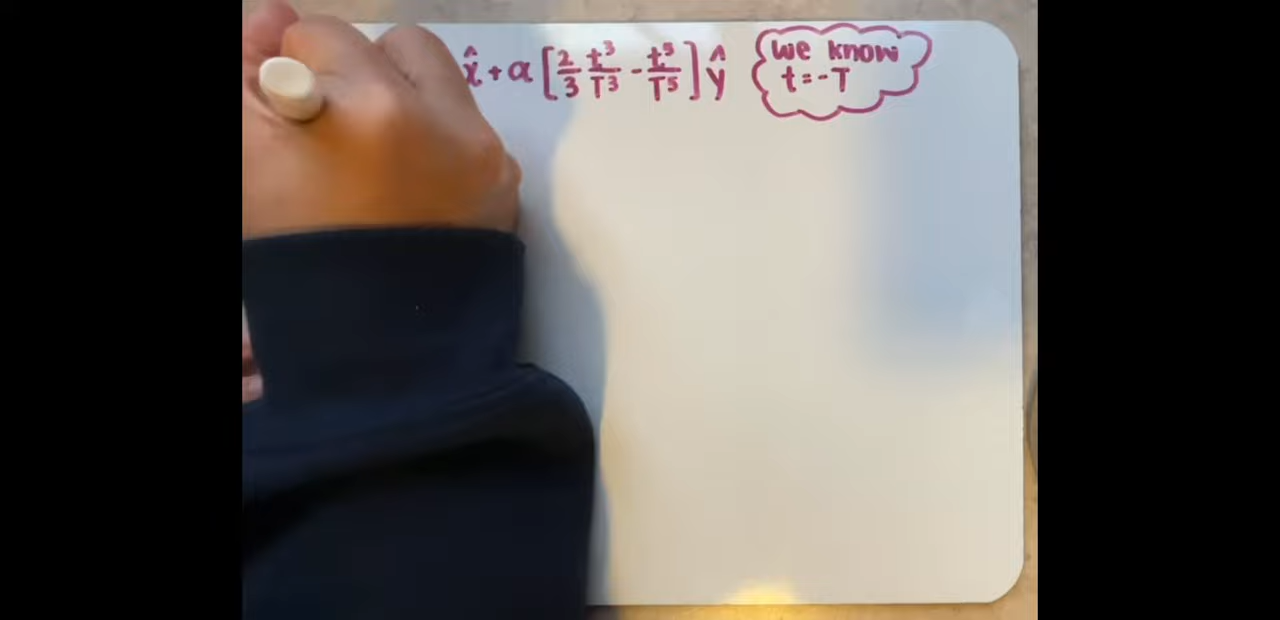 x̂ + α [2/3 t³/T³ - t⁵/T⁵] ŷ
we know
t = -T